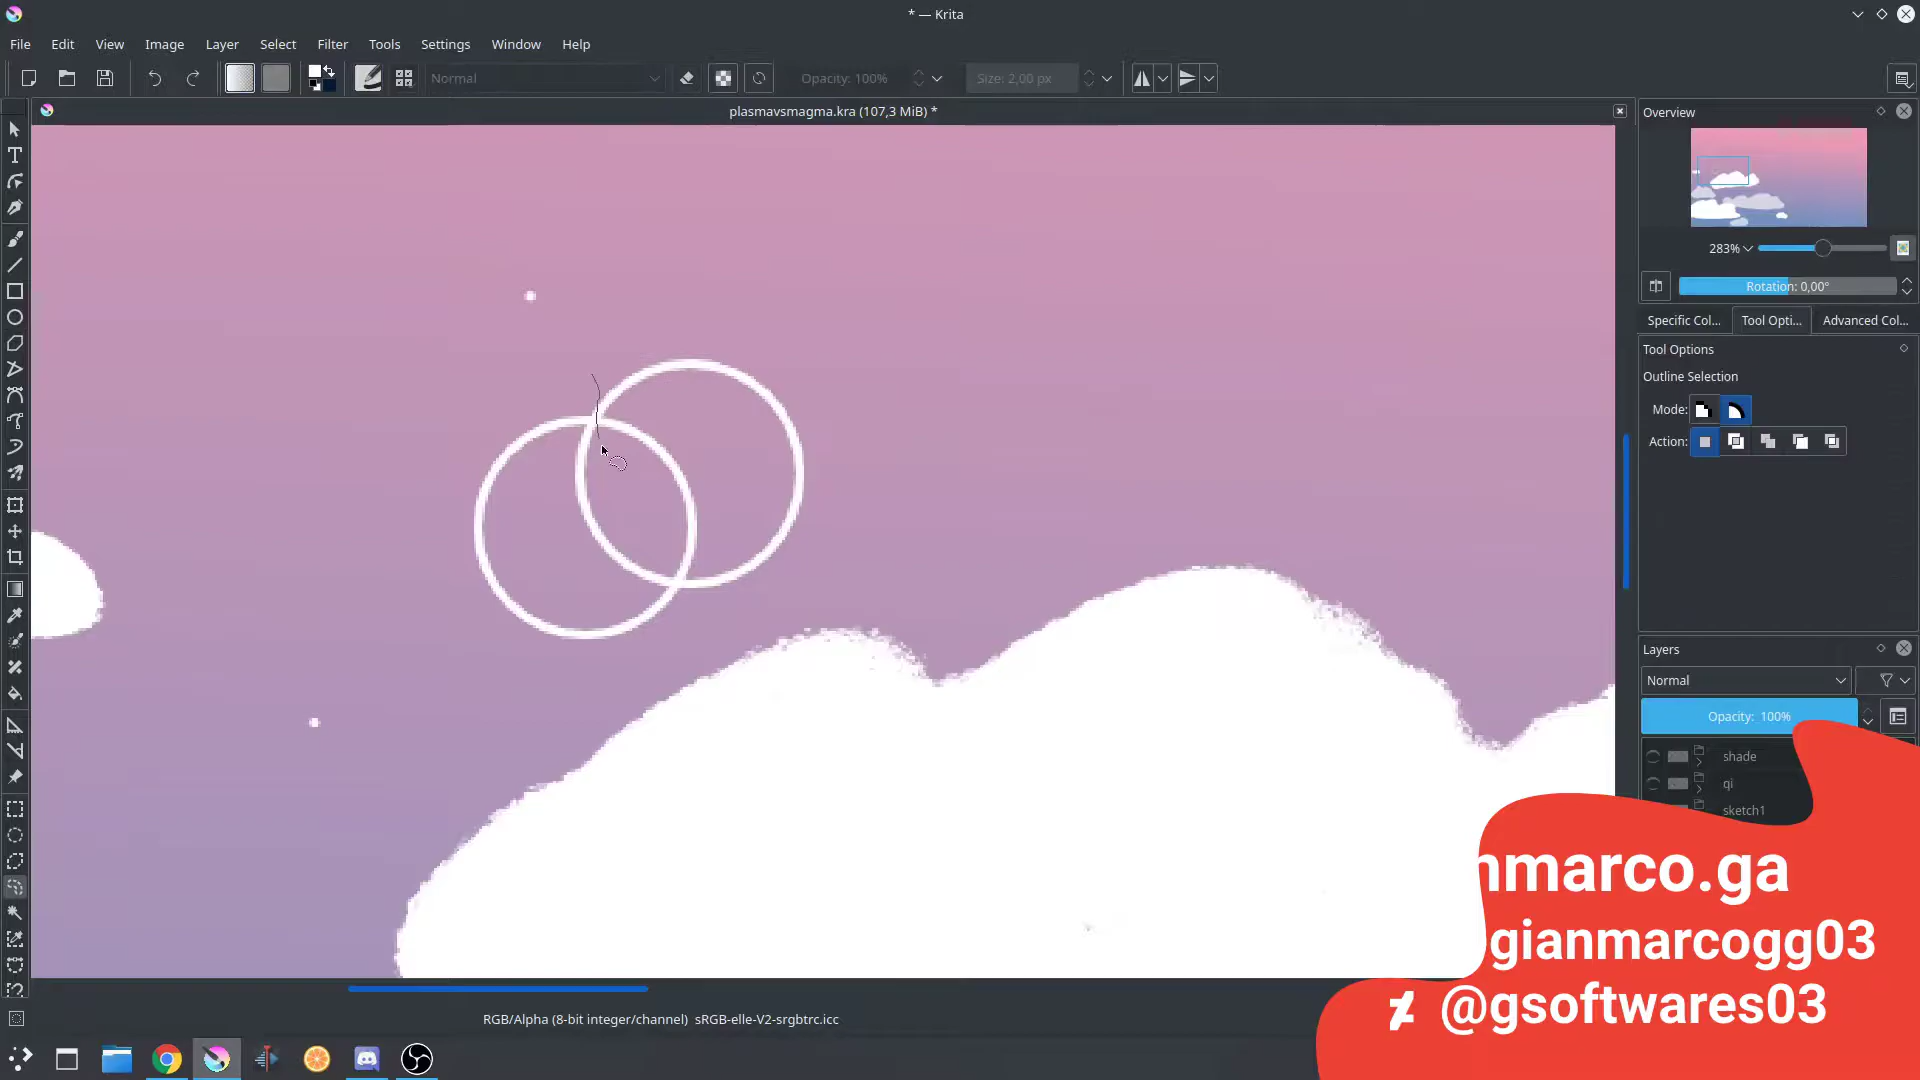 * — Krita
File Edit View Image Layer Select Filter Tools Settings Window Help
Normal
Opacity: 100%
Size: 2,00 px
plasmavsmagma.kra (107,3 MiB) *
Overview
283%
Rotation: 0,00°
Specific Col... Tool Opti... Advanced Col...
Tool Options
Outline Selection
Mode:
Action:
Layers
Normal
Opacity: 100%
shade
qi
sketch1
nmarco.ga
gianmarcogg03
@gsoftwares03
RGB/Alpha (8-bit integer/channel) sRGB-elle-V2-srgbtrc.icc